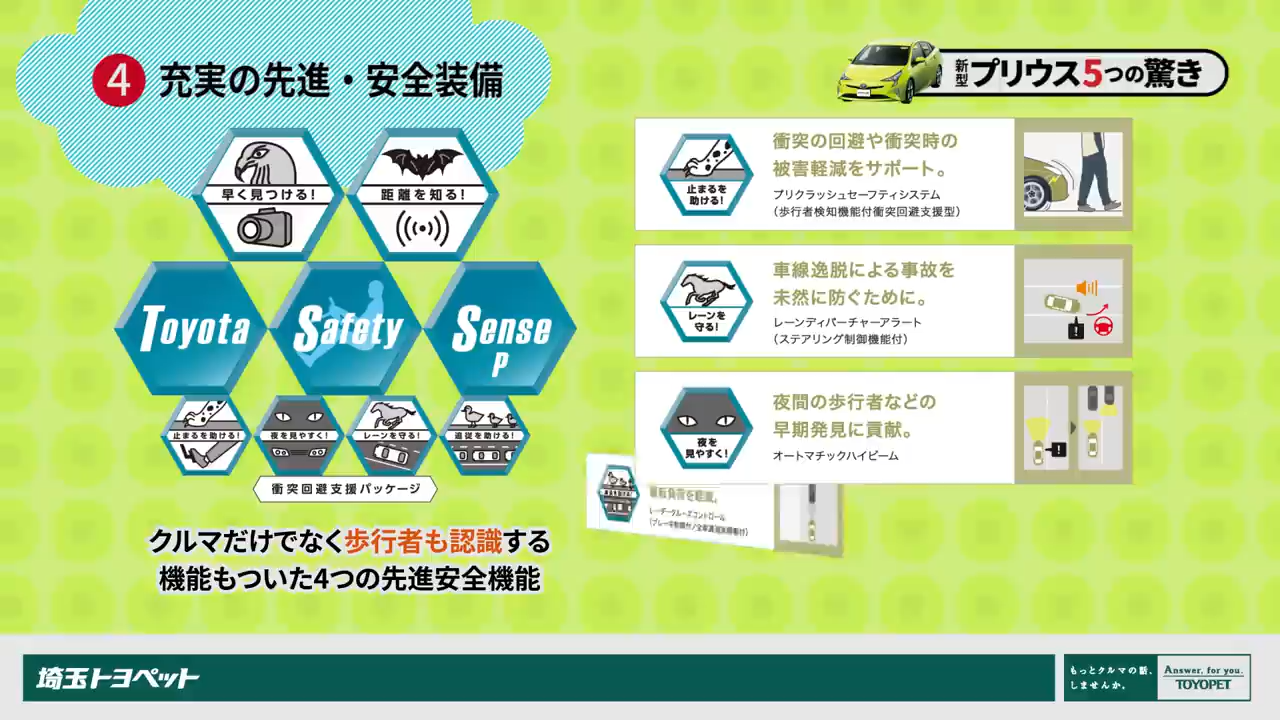 4 充実の先進・安全装備
新型プリウス5つの驚き
早く見つける!
距離を知る!
Toyota
Safety
Sense
P
止まるを助ける!
夜を見やすく!
レーンを守る!
追従を助ける!
衝突回避支援パッケージ
クルマだけでなく歩行者も認識する
機能もついた4つの先進安全機能
止まるを
助ける!
衝突の回避や衝突時の
被害軽減をサポート。
プリクラッシュセーフティシステム
(歩行者検知機能付衝突回避支援型)
レーンを
守る!
車線逸脱による事故を
未然に防ぐために。
レーンディパーチャーアラート
(ステアリング制御機能付)
夜を
見やすく!
夜間の歩行者などの
早期発見に貢献。
オートマチックハイビーム
運転負荷を軽減。
レーダークルーズコントロール
埼玉トヨペット
もっとクルマの話、
しませんか。
Answer, for you.
TOYOPET